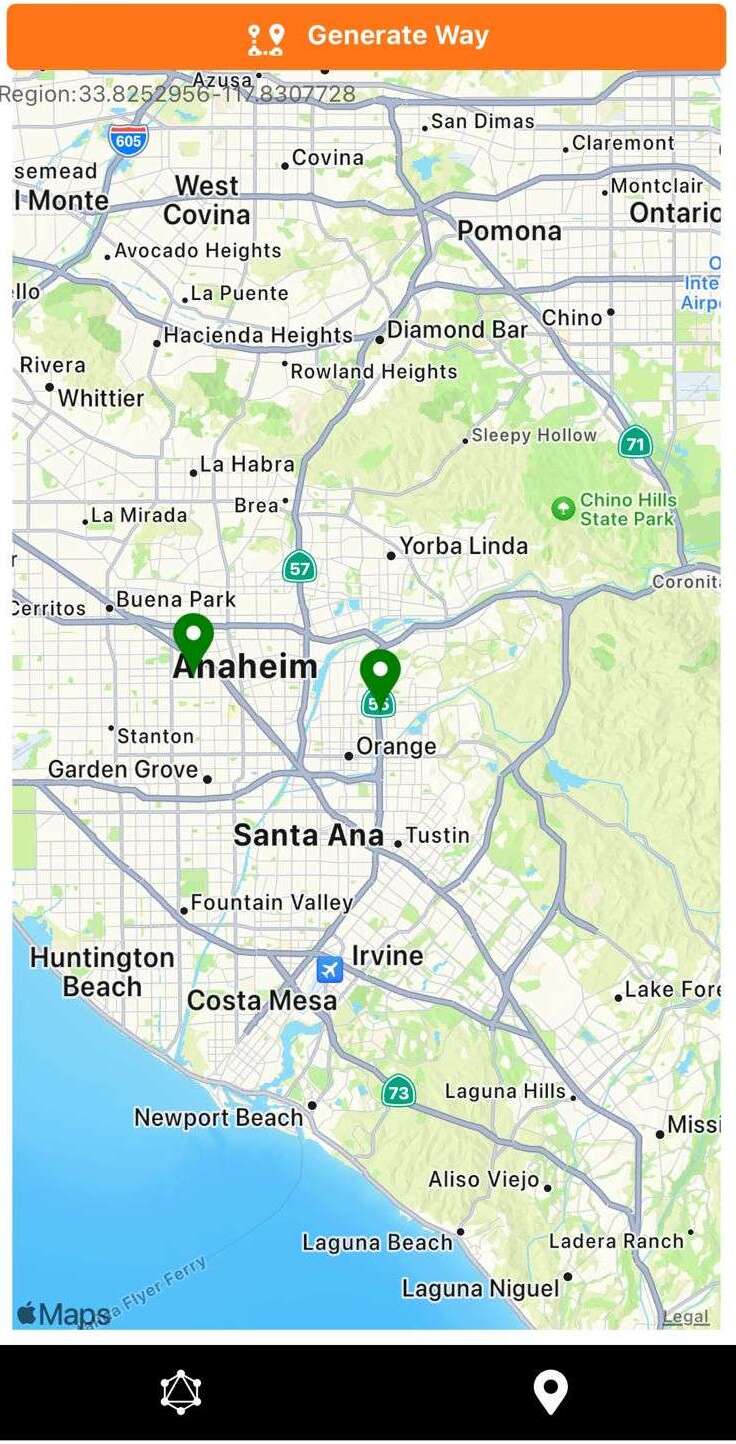 Generate Way
Azusa
Region:33.8252956-117.8307728
San Dimas
605
Claremont
Covina
semead
West
Covina
Montclair
l Monte
Ontario
Pomona
Avocado Heights
O
Inte
Airp
llo
La Puente
Chino
Hacienda Heights
Diamond Bar
Rivera
Rowland Heights
Whittier
Sleepy Hollow
71
La Habra
Brea
Chino Hills
State Park
La Mirada
Yorba Linda
57
Coronita
Buena Park
Cerritos
Anaheim
55
Stanton
Orange
Garden Grove
Santa Ana
Tustin
Fountain Valley
Huntington
Beach
Irvine
Lake Fore
Costa Mesa
73
Laguna Hills
Newport Beach
Missi
Aliso Viejo
Laguna Beach
Ladera Ranch
Laguna Niguel
Flyer Ferry
Maps
Legal